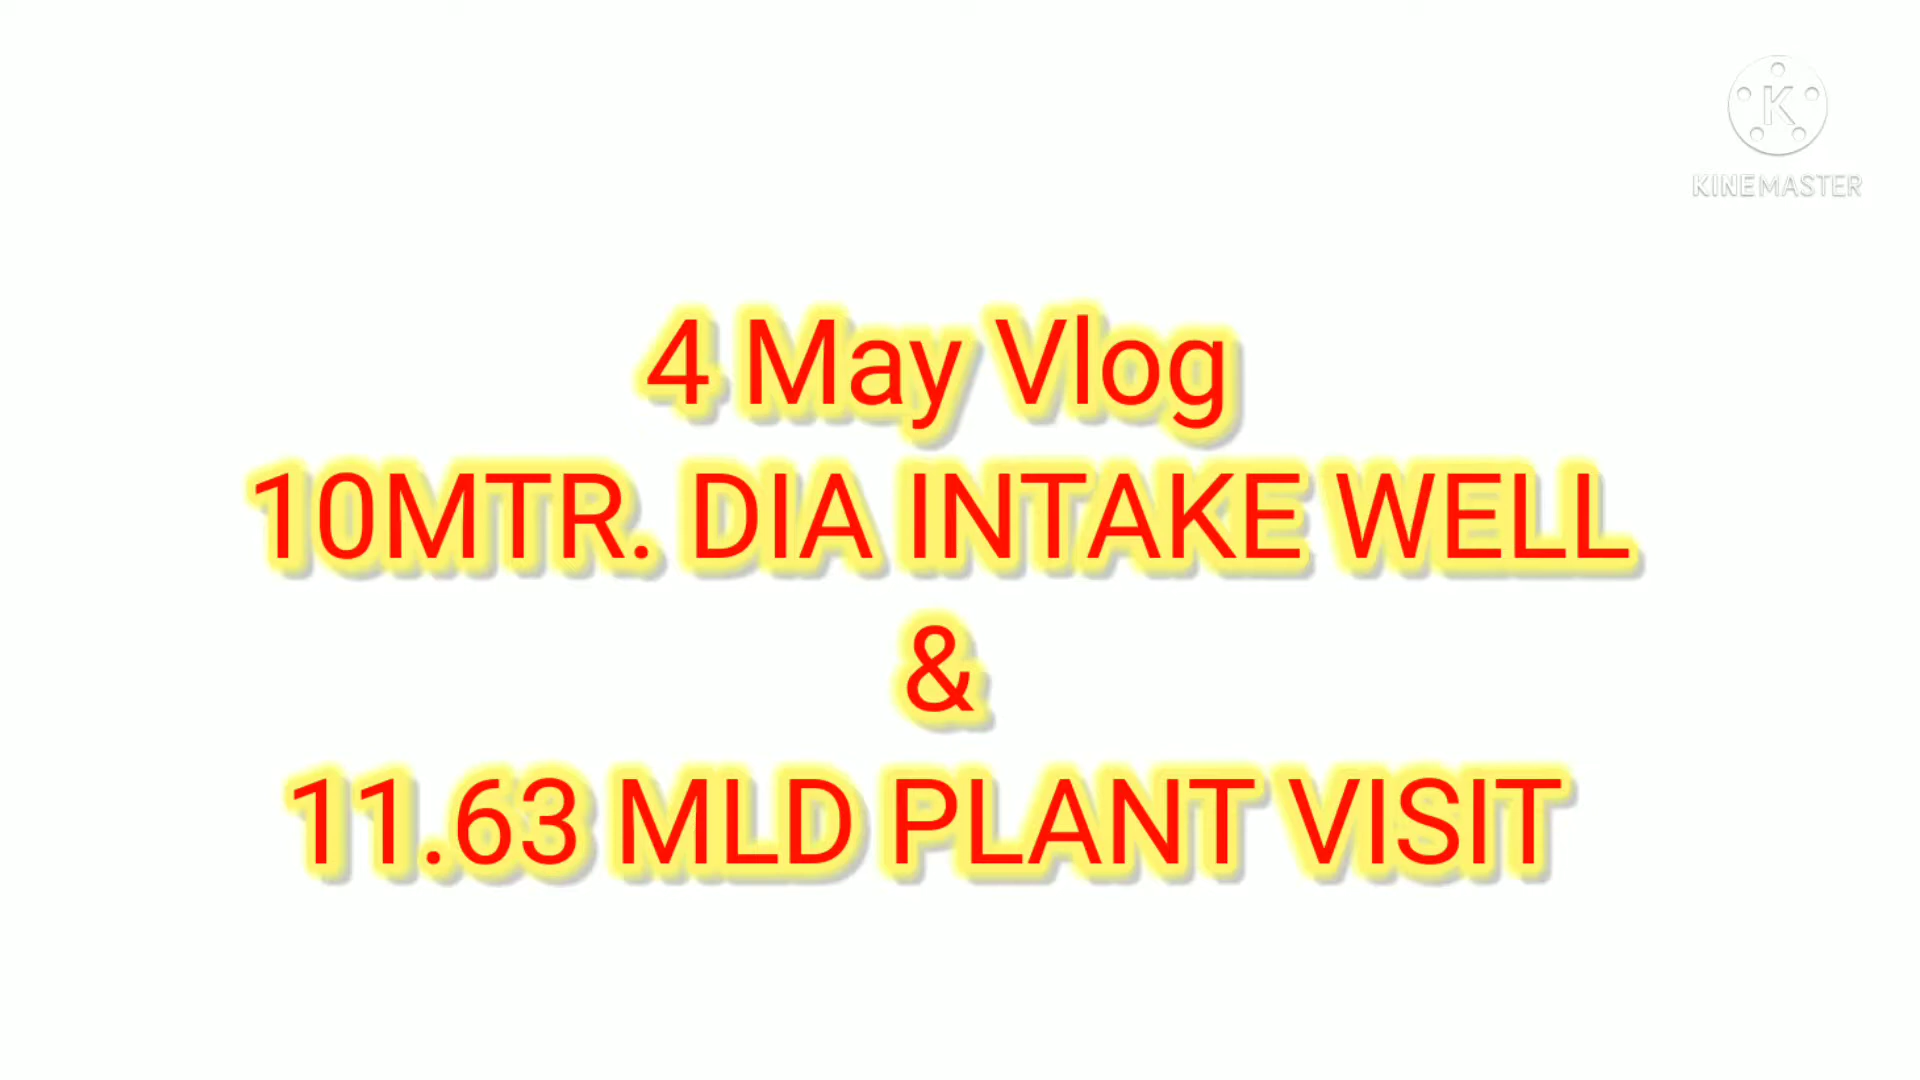 KINEMASTER
4 May Vlog
10MTR. DIA INTAKE WELL
&
11.63 MLD PLANT VISIT